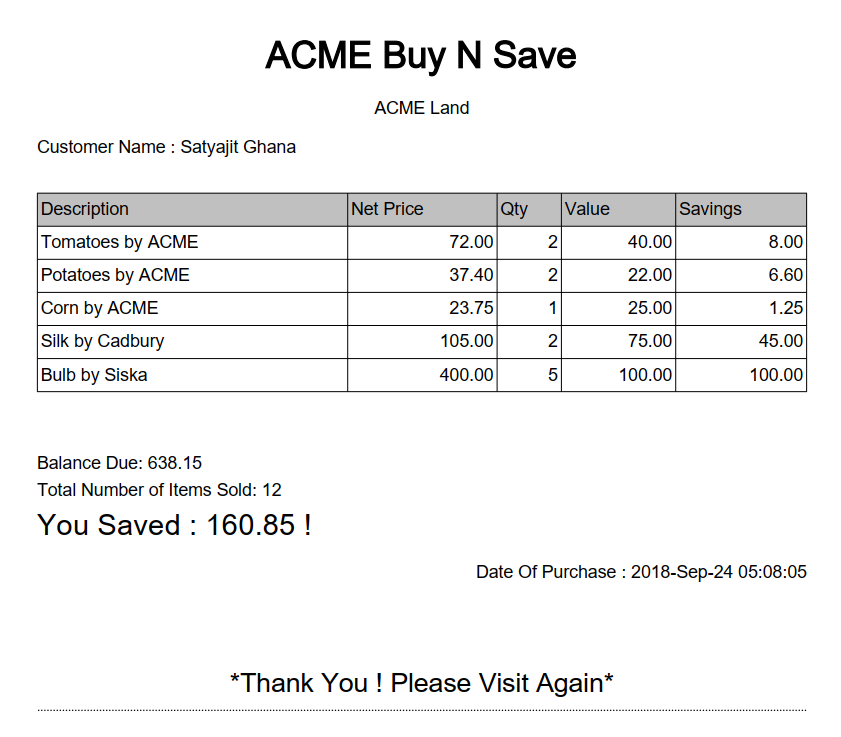 ACME Buy N Save
ACME Land
Customer Name : Satyajit Ghana
Description Net Price Qty Value Savings
Tomatoes by ACME 72.00 2 40.00 8.00
Potatoes by ACME 37.40 2 22.00 6.60
Corn by ACME 23.75 1 25.00 1.25
Silk by Cadbury 105.00 2 75.00 45.00
Bulb by Siska 400.00 5 100.00 100.00
Balance Due: 638.15
Total Number of Items Sold: 12
You Saved : 160.85 !
Date Of Purchase : 2018-Sep-24 05:08:05
*Thank You ! Please Visit Again*